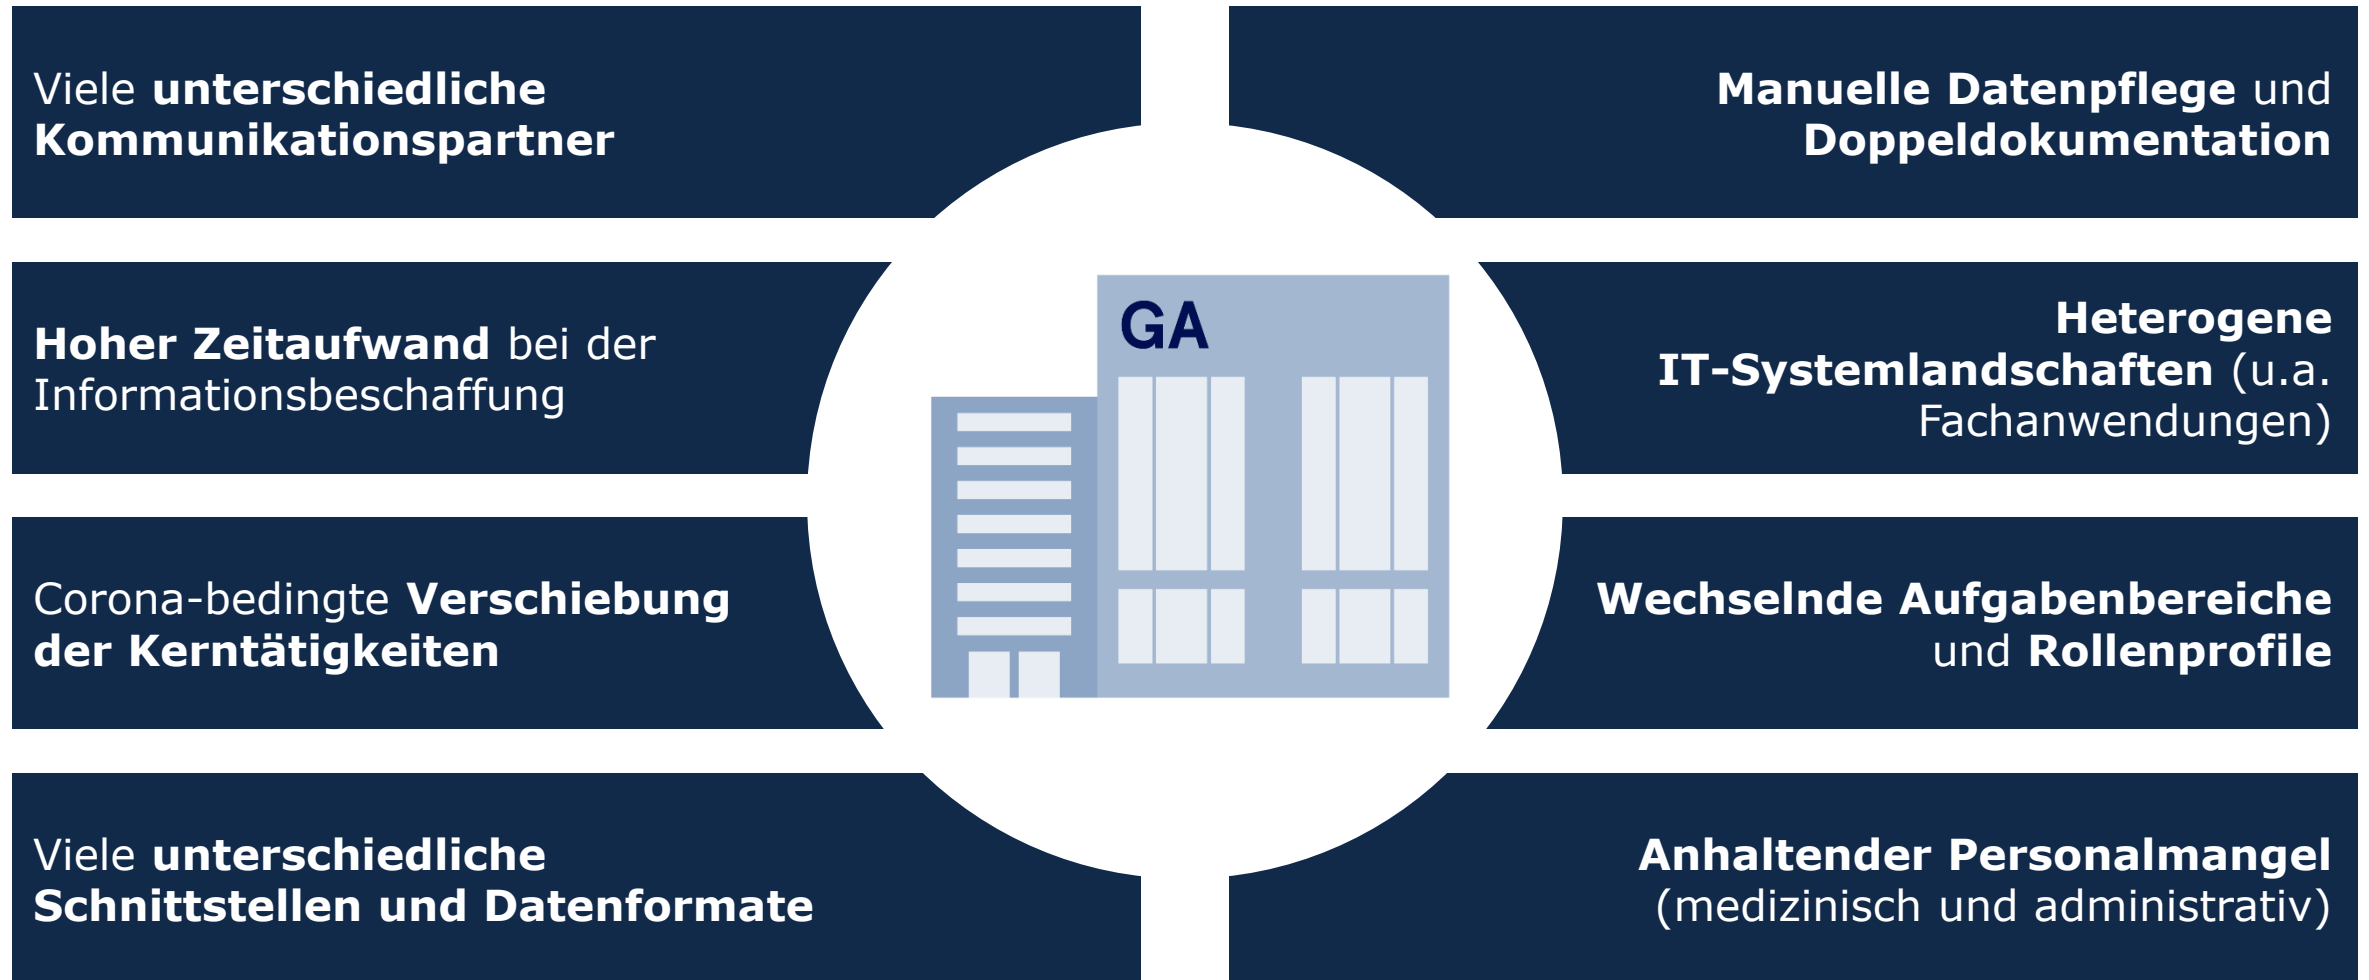 Viele unterschiedliche
Kommunikationspartner
Manuelle Datenpflege und
Doppeldokumentation
Hoher Zeitaufwand bei der
Informationsbeschaffung
GA
Heterogene
IT-Systemlandschaften (u.a.
Fachanwendungen)
Corona-bedingte Verschiebung
der Kerntätigkeiten
Wechselnde Aufgabenbereiche
und Rollenprofile
Viele unterschiedliche
Schnittstellen und Datenformate
Anhaltender Personalmangel
(medizinisch und administrativ)